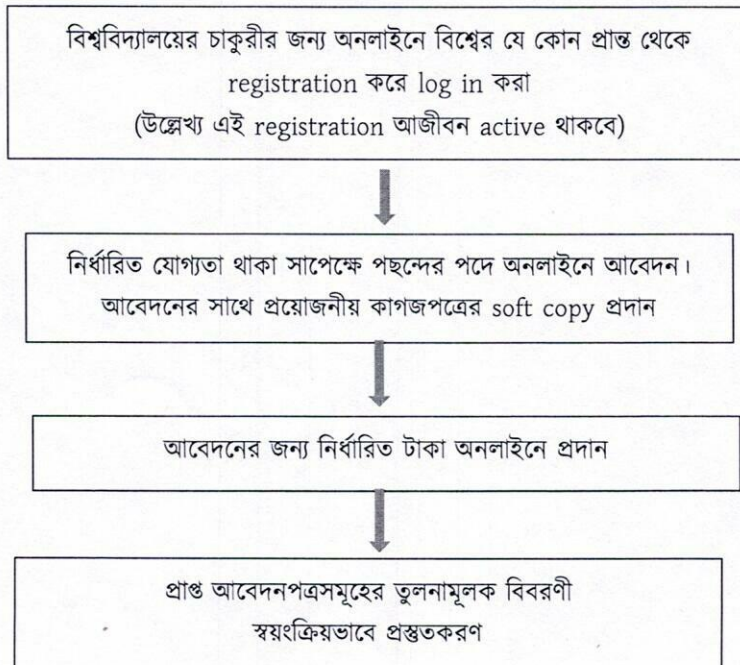 বিশ্ববিদ্যালয়ের চাকুরীর জন্য অনলাইনে বিশ্বের যে কোন প্রান্ত থেকে
registration করে log in করা
(উল্লেখ্য এই registration আজীবন active থাকবে)
নির্ধারিত যোগ্যতা থাকা সাপেক্ষে পছন্দের পদে অনলাইনে আবেদন।
আবেদনের সাথে প্রয়োজনীয় কাগজপত্রের soft copy প্রদান
আবেদনের জন্য নির্ধারিত টাকা অনলাইনে প্রদান
প্রাপ্ত আবেদনপত্রসমূহের তুলনামূলক বিবরণী
স্বয়ংক্রিয়ভাবে প্রস্তুতকরণ